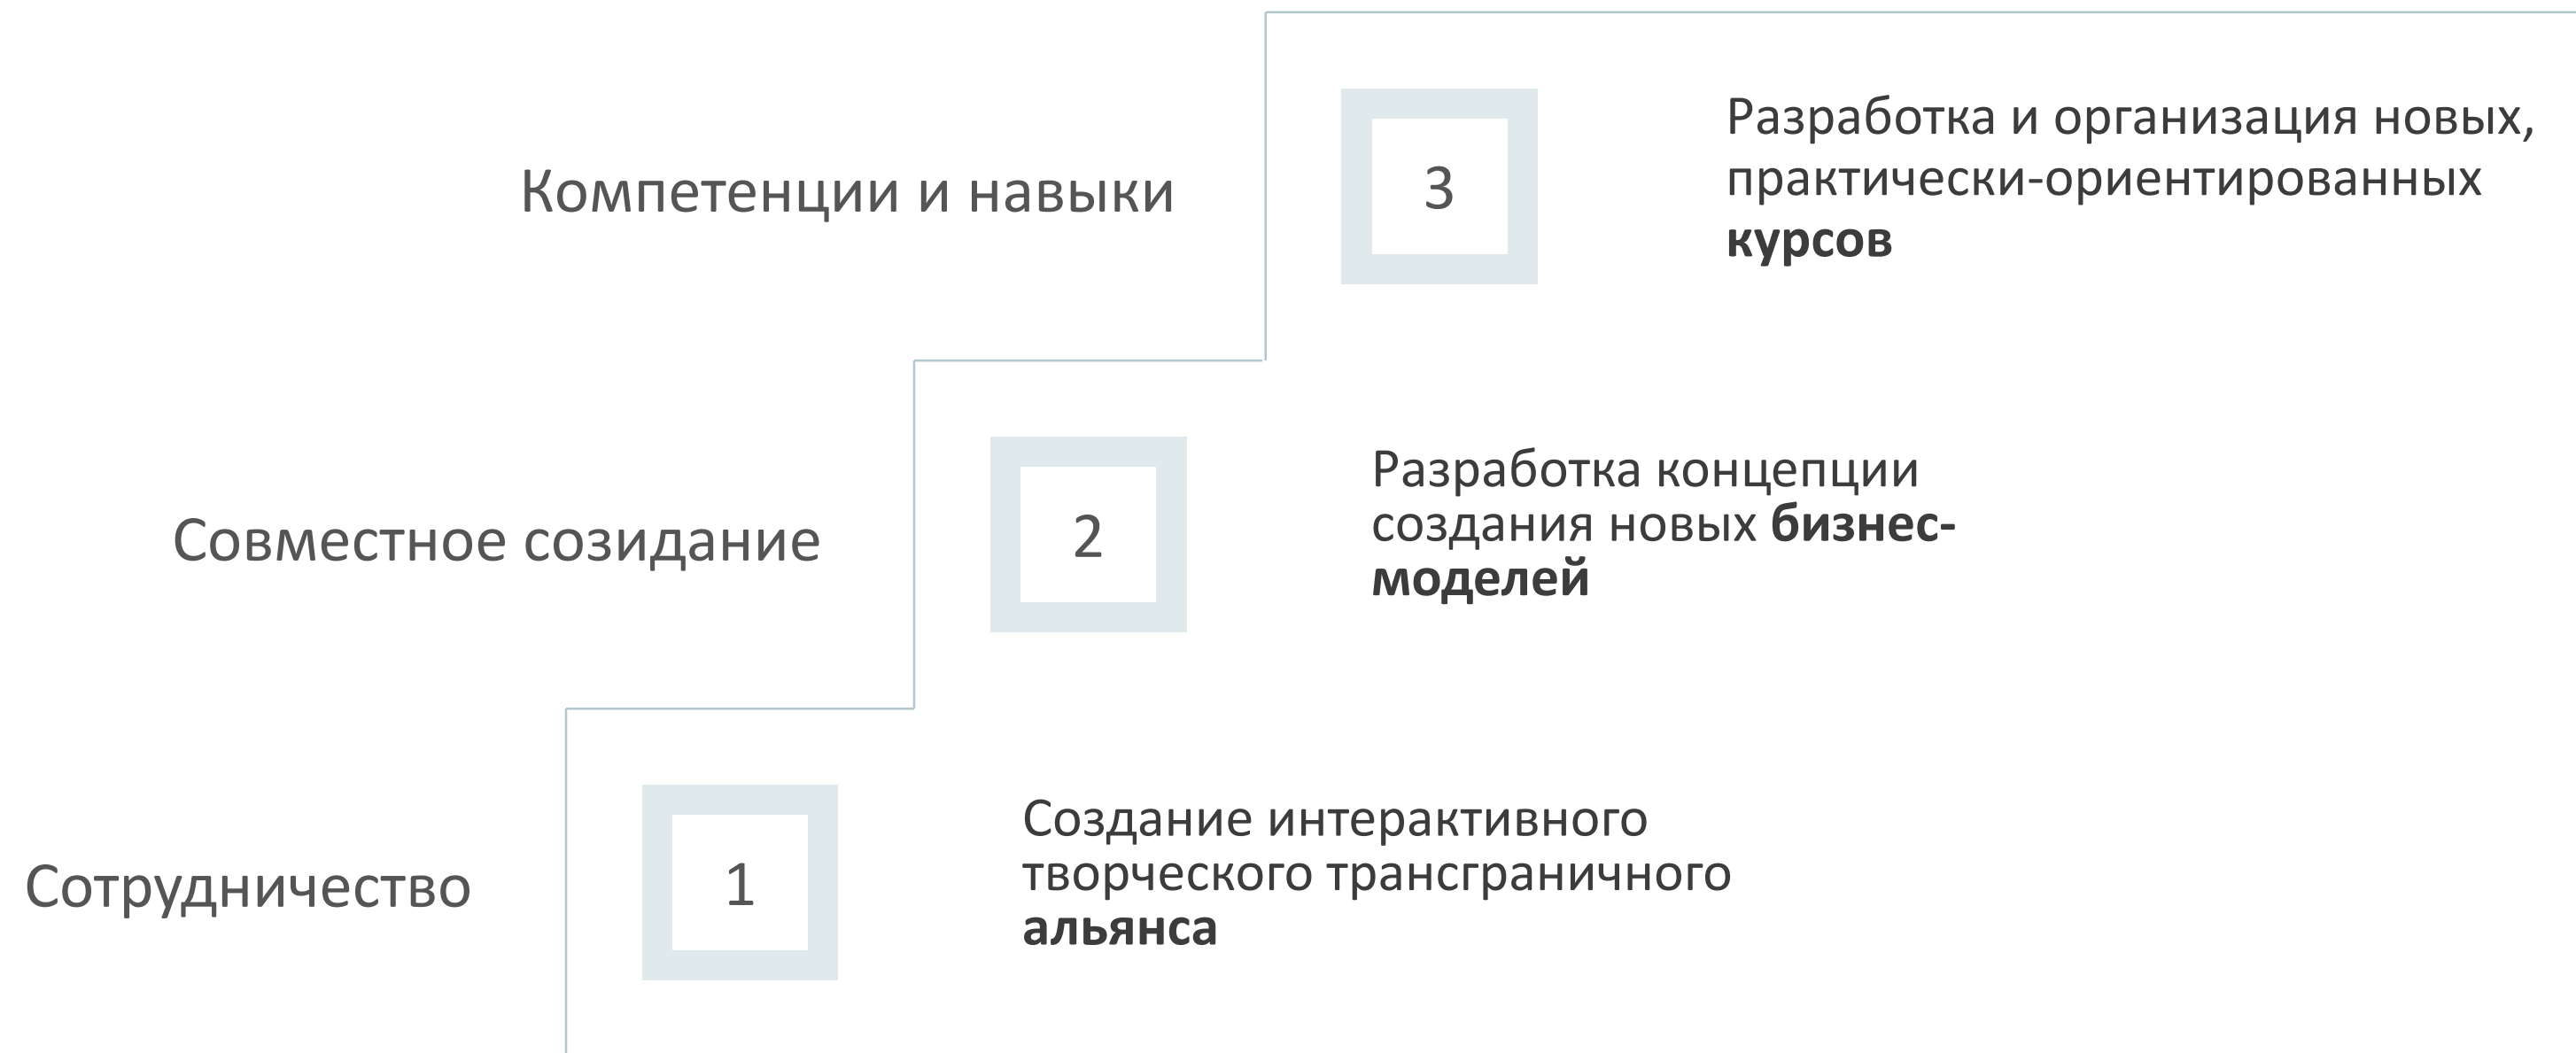 Компетенции и навыки
3
Разработка и организация новых,
практически-ориентированных
курсов
Совместное созидание
2
Разработка концепции
создания новых бизнес-
моделей
Сотрудничество
1
Создание интерактивного
творческого трансграничного
альянса